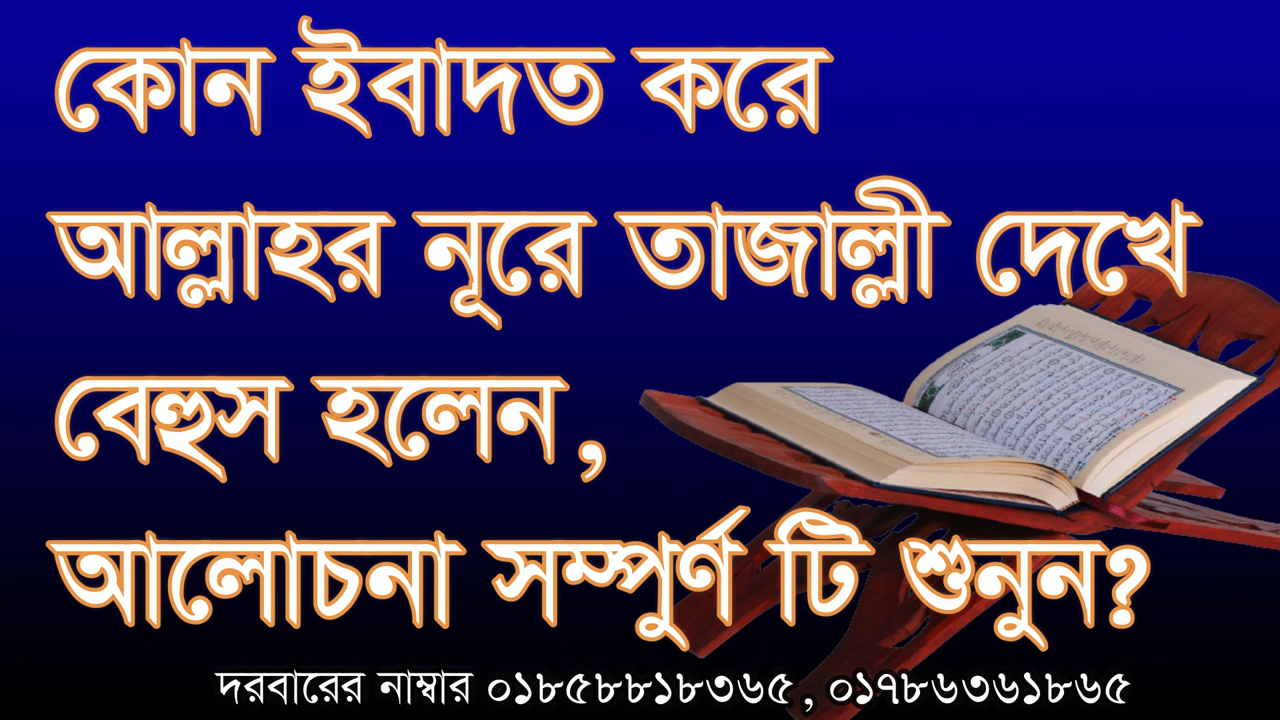 কোন ইবাদত করে
আল্লাহর নূরে তাজাল্লী দেখে
বেহুস হলেন,
আলোচনা সম্পুর্ণ টি শুনুন?
দরবারের নাম্বার ০১৮৫৮৮১৮৩৬৫, ০১৭৮৬৩৬১৮৬৫